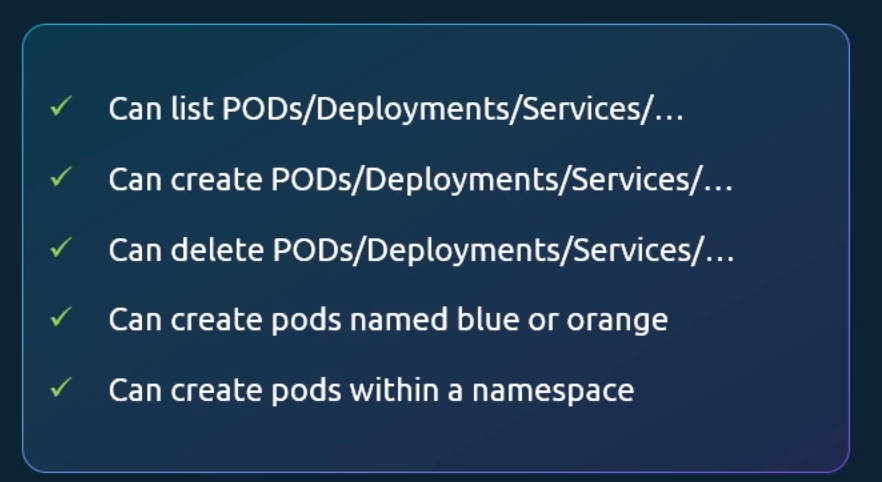 ✓ Can list PODs/Deployments/Services/…
✓ Can create PODs/Deployments/Services/…
✓ Can delete PODs/Deployments/Services/…
✓ Can create pods named blue or orange
✓ Can create pods within a namespace